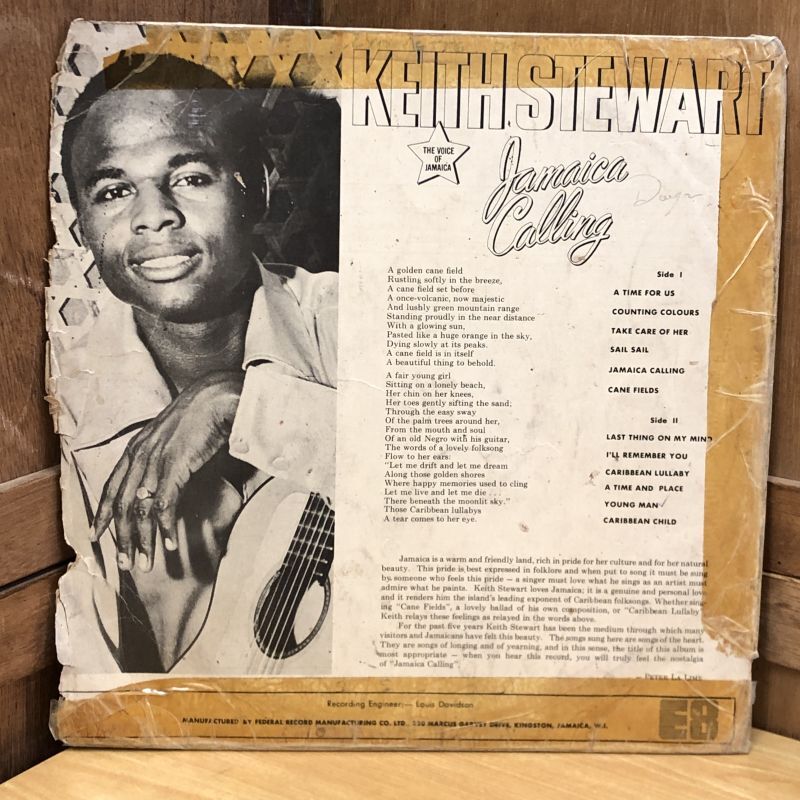 KEITH STEWART
THE VOICE
OF
JAMAICA
Jamaica
Calling
A golden cane field
Rustling softly in the breeze,
A cane field set before
A once-volcanic, now majestic
And lushly green mountain range
Standing proudly in the near distance
With a glowing sun,
Pasted like a huge orange in the sky,
Dying slowly at its peaks.
A cane field is in itself
A beautiful thing to behold.
A fair young girl
Sitting on a lonely beach,
Her chin on her knees,
Her toes gently sifting the sand;
Through the easy sway
Of the palm trees around her,
From the mouth and soul
Of an old Negro with his guitar,
The words of a lovely folksong
Flow to her ears:
"Let me drift and let me dream
Along those golden shores
Where happy memories used to cling
Let me live and let me die . . .
There beneath the moonlit sky."
Those Caribbean lullabys
A tear comes to her eye.
Side I
A TIME FOR US
COUNTING COLOURS
TAKE CARE OF HER
SAIL SAIL
JAMAICA CALLING
CANE FIELDS
Side II
LAST THING ON MY MIND
I'LL REMEMBER YOU
CARIBBEAN LULLABY
A TIME AND PLACE
YOUNG MAN
CARIBBEAN CHILD
Jamaica is a warm and friendly land, rich in pride for her culture and for her natural
beauty. This pride is best expressed in folklore and when put to song it must be sung
by someone who feels this pride — a singer must love what he sings as an artist must
admire what he paints. Keith Stewart loves Jamaica; it is a genuine and personal love
and it renders him the island's leading exponent of Caribbean folksongs. Whether sing-
ing "Cane Fields", a lovely ballad of his own composition, or "Caribbean Lullaby"
Keith relays these feelings as relayed in the words above.
For the past five years Keith Stewart has been the medium through which many
visitors and Jamaicans have felt this beauty. The songs sung here are songs of the heart.
They are songs of longing and of yearning, and in this sense, the title of this album is
most appropriate — when you hear this record, you will truly feel the nostalgia
of "Jamaica Calling".
— PETER LA LIME
Recording Engineer;— Louis Davidson
MANUFACTURED BY FEDERAL RECORD MANUFACTURING CO. LTD. 220 MARCUS GARVEY DRIVE, KINGSTON, JAMAICA, W.I.
E8